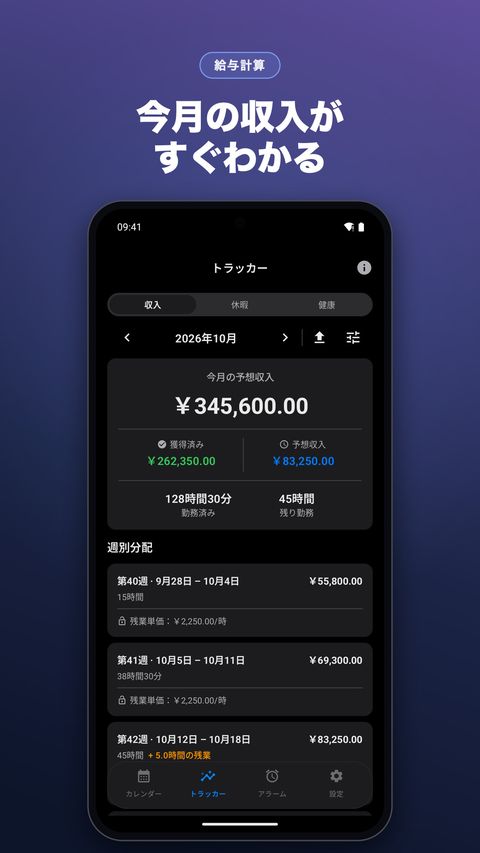 給与計算
今月の収入が
すぐわかる
09:41
トラッカー
収入 休暇 健康
2026年10月
今月の予想収入
￥345,600.00
獲得済み 予想収入
￥262,350.00 ￥83,250.00
128時間30分 45時間
勤務済み 残り勤務
週別分配
第40週 · 9月28日 – 10月4日 ￥55,800.00
15時間
残業単価：￥2,250.00/時
第41週 · 10月5日 – 10月11日 ￥69,300.00
38時間30分
残業単価：￥2,250.00/時
第42週 · 10月12日 – 10月18日 ￥83,250.00
45時間 + 5.0時間の残業
カレンダー トラッカー アラーム 設定